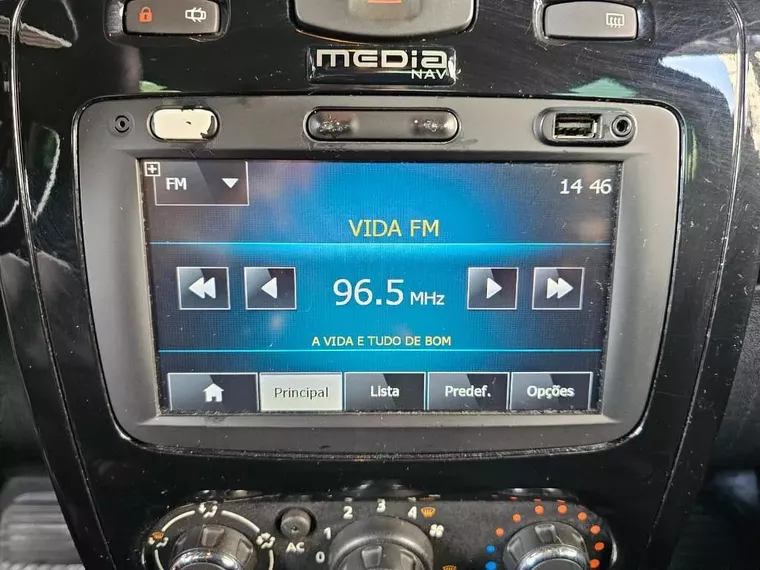 MEDIA
NAV
FM
14 46
VIDA FM
96.5 MHz
A VIDA E TUDO DE BOM
Principal
Lista
Predef.
Opções
2 3 4
1
0
AC